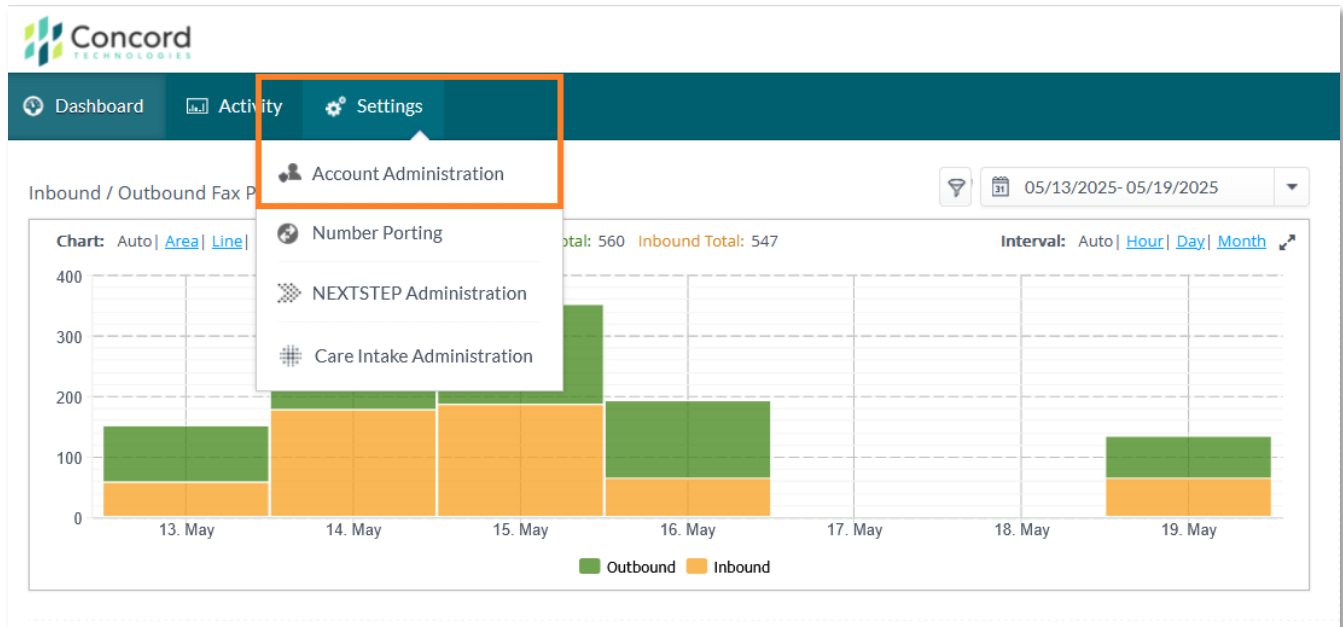 Concord
TECHNOLOGIES
Dashboard Activity Settings
Account Administration
Inbound / Outbound Fax P
31 05/13/2025-05/19/2025
Number Porting
Chart: Auto| Area| Line| otal: 560 Inbound Total: 547 Interval: Auto| Hour| Day| Month
NEXTSTEP Administration
Care Intake Administration
400
300
200
100
0
13. May 14. May 15. May 16. May 17. May 18. May 19. May
Outbound Inbound